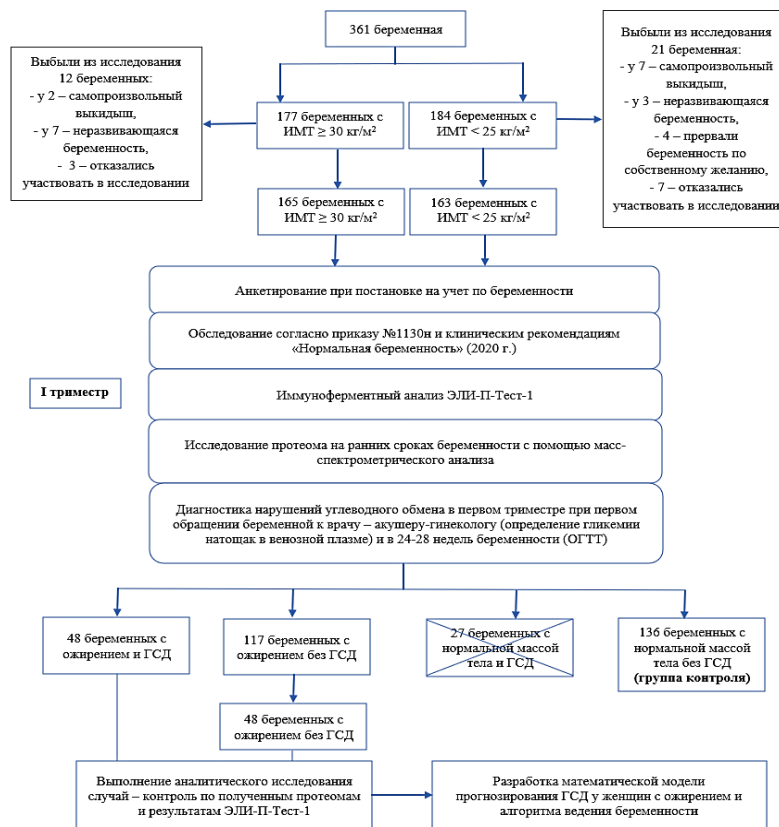 361 беременная
Выбыли из исследования
12 беременных:
- у 2 – самопроизвольный
выкидыш,
- у 7 – неразвивающаяся
беременность,
- 3 – отказались
участвовать в исследовании
177 беременных с
ИМТ ≥ 30 кг/м²
184 беременных с
ИМТ < 25 кг/м²
Выбыли из исследования
21 беременная:
- у 7 – самопроизвольный
выкидыш,
- у 3 – неразвивающаяся
беременность,
- 4 – прервали
беременность по
собственному желанию,
- 7 – отказались
участвовать в исследовании
165 беременных с
ИМТ ≥ 30 кг/м²
163 беременных с
ИМТ < 25 кг/м²
Анкетирование при постановке на учет по беременности
Обследование согласно приказу №1130н и клиническим рекомендациям
«Нормальная беременность» (2020 г.)
I триместр
Иммуноферментный анализ ЭЛИ-П-Тест-1
Исследование протеома на ранних сроках беременности с помощью масс-
спектрометрического анализа
Диагностика нарушений углеводного обмена в первом триместре при первом
обращении беременной к врачу – акушеру-гинекологу (определение гликемии
натощак в венозной плазме) и в 24-28 недель беременности (ОГТТ)
48 беременных с
ожирением и ГСД
117 беременных с
ожирением без ГСД
27 беременных с
нормальной массой
тела и ГСД
136 беременных с
нормальной массой
тела без ГСД
(группа контроля)
48 беременных с
ожирением без ГСД
Выполнение аналитического исследования
случай – контроль по полученным протеомам
и результатам ЭЛИ-П-Тест-1
Разработка математической модели
прогнозирования ГСД у женщин с ожирением и
алгоритма ведения беременности